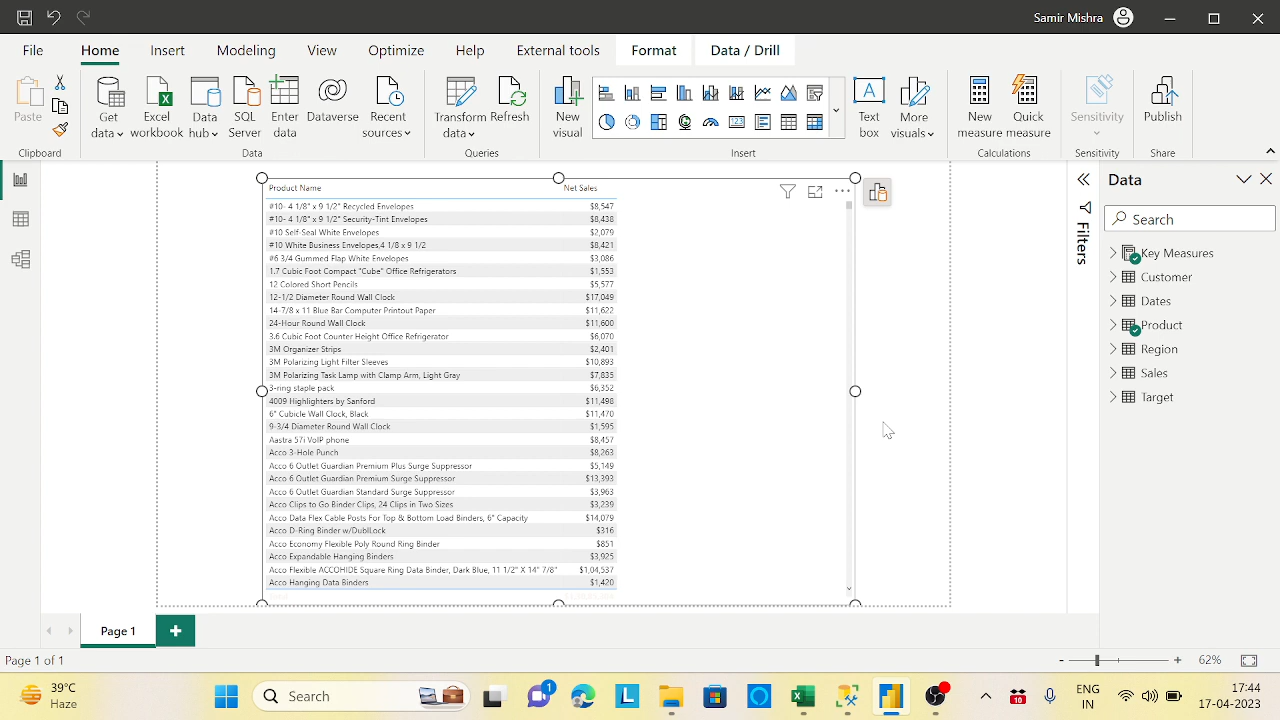 Samir Mishra
File Home Insert Modeling View Optimize Help External tools Format Data / Drill
Paste Get data Excel workbook Data hub SQL Server Enter data Dataverse Recent sources Transform data Refresh New visual Text box More visuals New measure Quick measure Sensitivity Publish
Clipboard Data Queries Insert Calculations Sensitivity Share
Product Name Net Sales
#10- 4 1/8" x 9 1/2" Recycled Envelopes $8,547
#10- 4 1/8" x 9 1/2" Security-Tint Envelopes $8,438
#10 Self-Seal White Envelopes $2,079
#10 White Business Envelopes,4 1/8 x 9 1/2 $8,421
#6 3/4 Gummed Flap White Envelopes $3,086
1.7 Cubic Foot Compact "Cube" Office Refrigerators $1,553
12 Colored Short Pencils $5,577
12-1/2 Diameter Round Wall Clock $17,049
14-7/8 x 11 Blue Bar Computer Printout Paper $11,622
24-Hour Round Wall Clock $11,600
3.6 Cubic Foot Counter Height Office Refrigerator $6,070
3M Organizer Strips $2,401
3M Polarizing Light Filter Sleeves $10,893
3M Polarizing Task Lamp with Clamp Arm, Light Gray $7,835
3-ring staple pack $6,352
4009 Highlighters by Sanford $11,498
6" Cubicle Wall Clock, Black $11,470
9-3/4 Diameter Round Wall Clock $1,595
Aastra 57i VoIP phone $8,457
Acco 3-Hole Punch $8,263
Acco 6 Outlet Guardian Premium Plus Surge Suppressor $5,149
Acco 6 Outlet Guardian Premium Surge Suppressor $13,393
Acco 6 Outlet Guardian Standard Surge Suppressor $3,963
Acco Clips to Go Binder Clips, 24 Clips in Two Sizes $3,239
Acco Data Flex Cable Posts For Top & Bottom Load Binders, 6" Capacity $14,079
Acco D-Ring Binder w/DublLock $316
Acco Economy Flexible Poly Round Ring Binder $851
Acco Expandable Hanging Binders $3,925
Acco Flexible ACCOHIDE Square Ring Data Binder, Dark Blue, 11 1/2" X 14" 7/8" $1,04,537
Acco Hanging Data Binders $1,420
Filters
Data
Search
Key Measures
Customer
Dates
Product
Region
Sales
Target
Page 1
Page 1 of 1 62%
39°C
Haze
Search
1
10
ENG
IN
17:44
17-04-2023